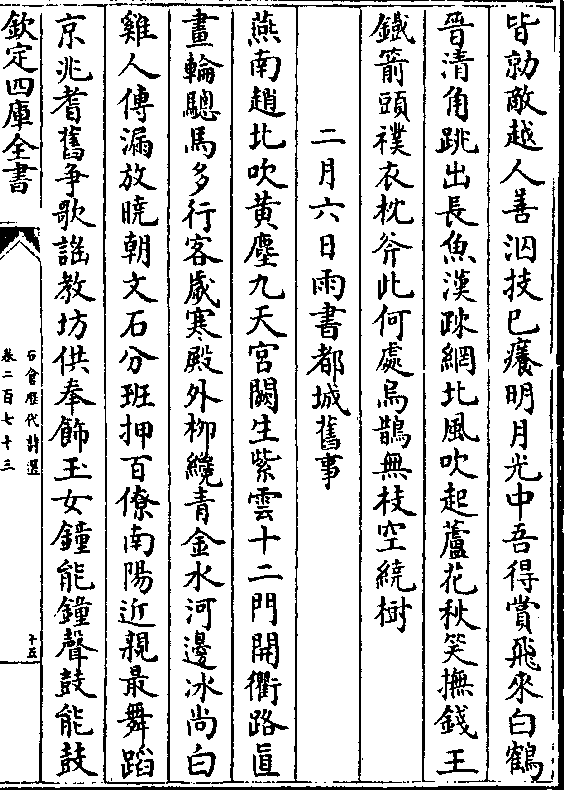 皆勍敵越人善泅技已癢明月光中吾得賞飛來白鶴
晉清角跳出長魚漢疎網北風吹起蘆花秋笑撫錢王
鐵箭頭襆衣枕斧此何處烏鵲無枝空繞樹
二月六日雨書都城舊事
燕南趙北吹黃塵九天宮闕生紫雲十二門開衢路直
畫輪驄馬多行客歲寒殿外柳纔青金水河邊冰尚白
雞人傳漏放曉朝文石分班押百僚南陽近親最舞蹈
京兆耆舊争歌謡教坊供奉飾玉女鐘能鐘聲鼓能鼓
欽定四庫全書
石倉歷代詩選
卷二百七十三
十五